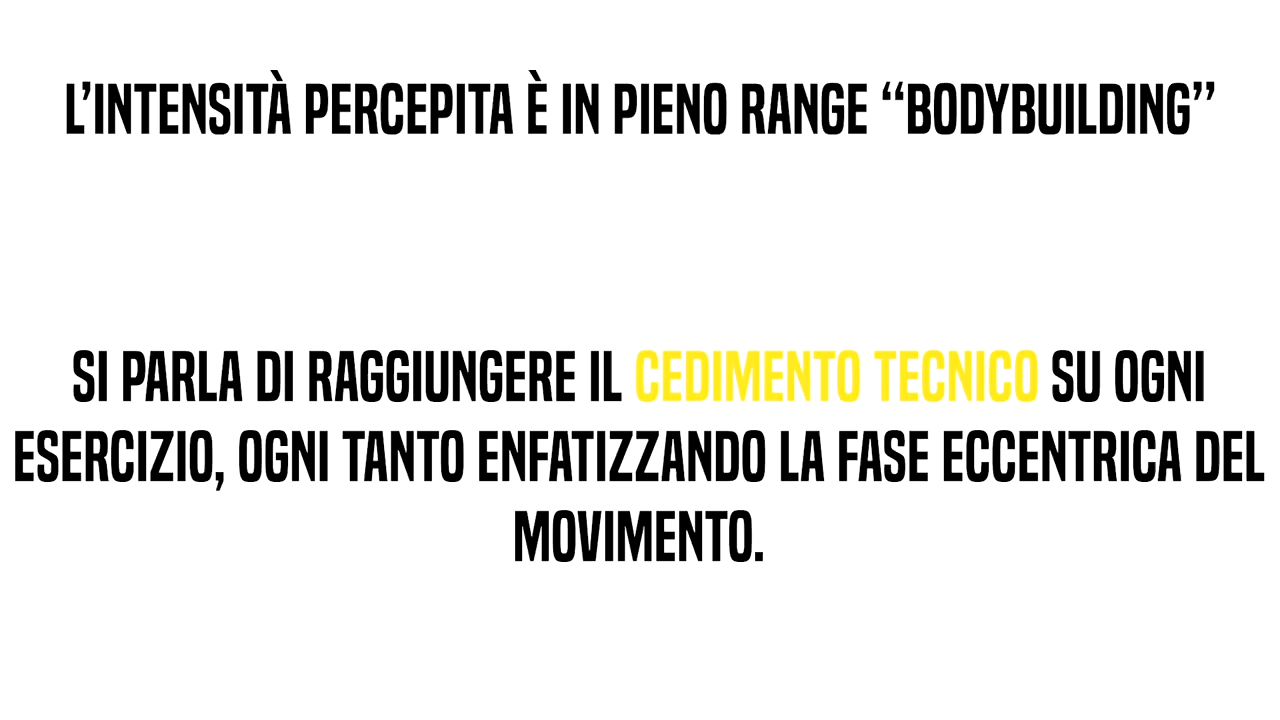 L’INTENSITÀ PERCEPITA È IN PIENO RANGE “BODYBUILDING”
SI PARLA DI RAGGIUNGERE IL CEDIMENTO TECNICO SU OGNI
ESERCIZIO, OGNI TANTO ENFATIZZANDO LA FASE ECCENTRICA DEL
MOVIMENTO.